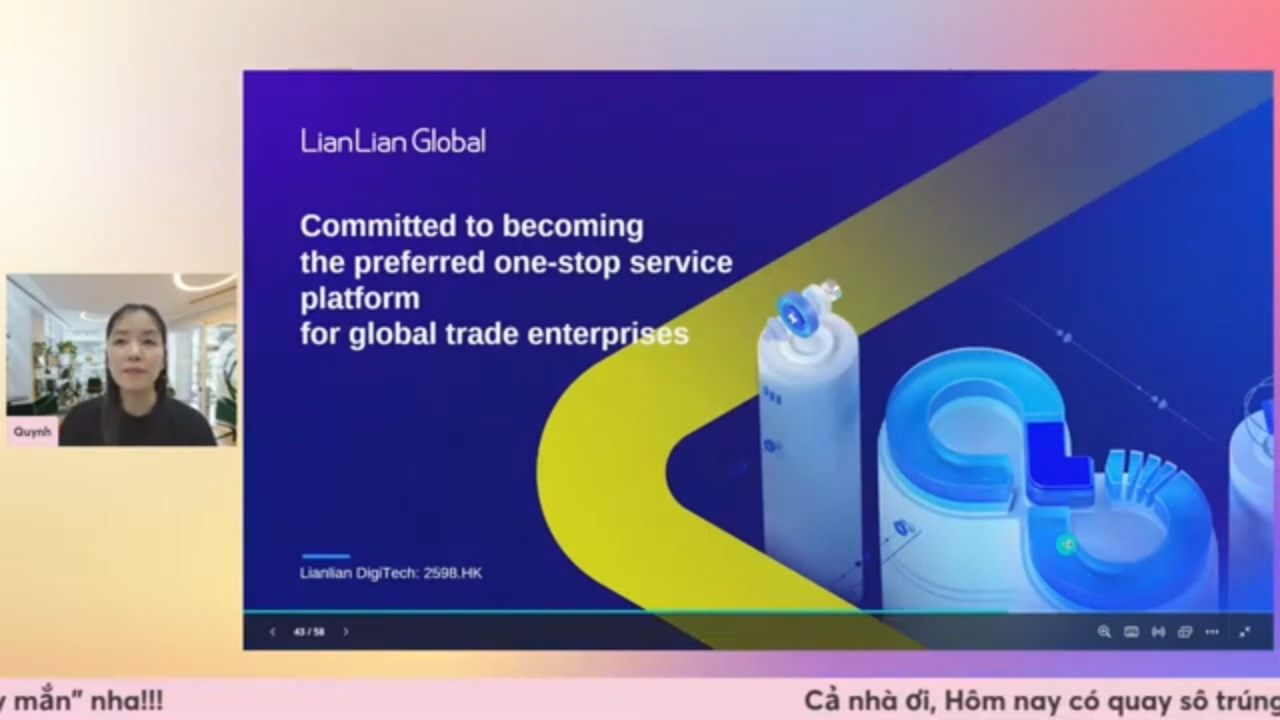 LianLian Global
Committed to becoming
the preferred one-stop service
platform
for global trade enterprises
Quynh
Lianlian DigiTech: 2598.HK
43 / 58
mắn” nha!!!
Cả nhà ơi, Hôm nay có quay số trúng